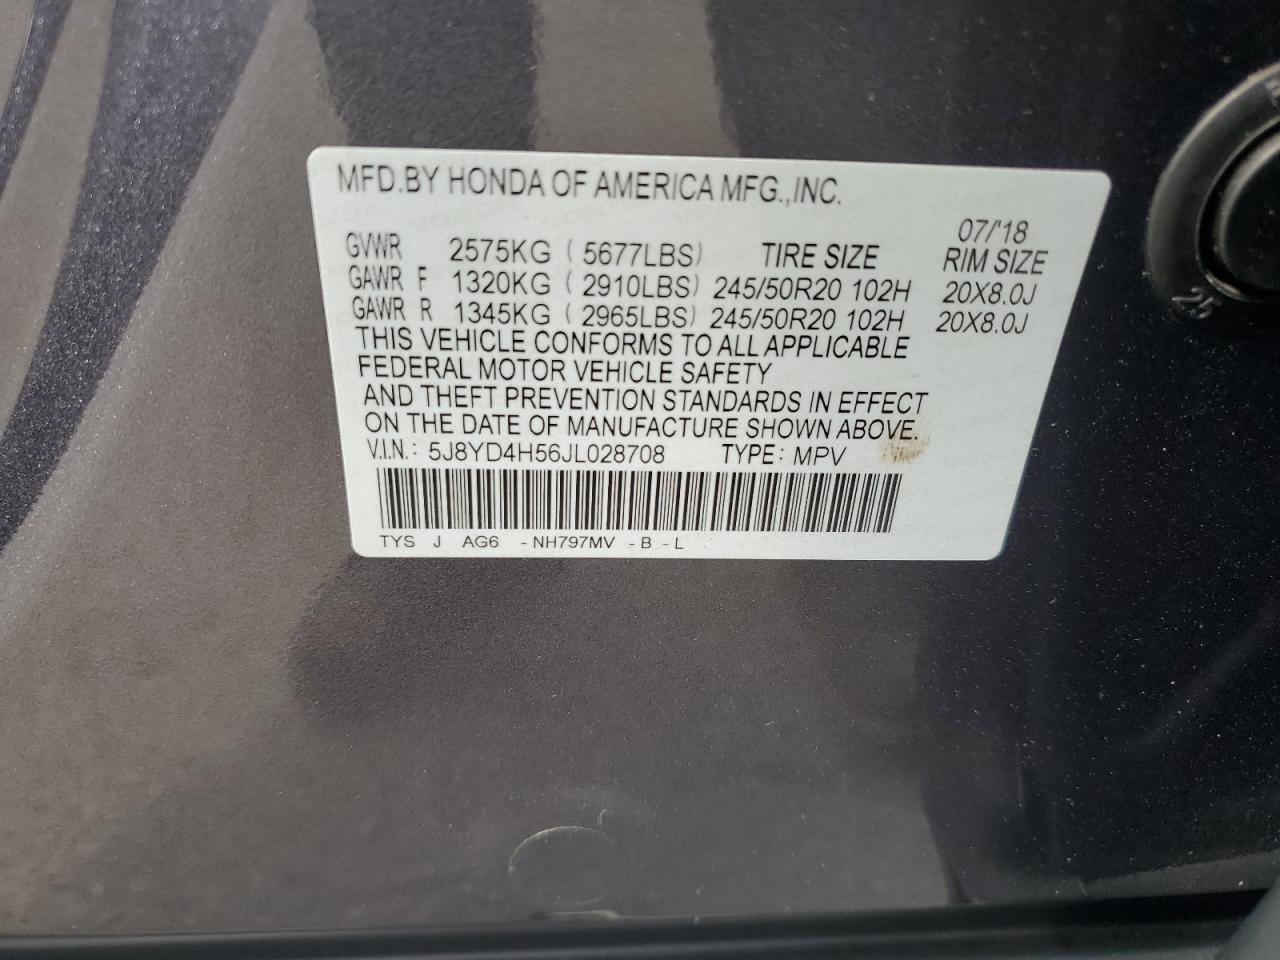 MFD.BY HONDA OF AMERICA MFG.,INC.
07/'18
GVWR 2575KG ( 5677LBS) TIRE SIZE RIM SIZE
GAWR F 1320KG ( 2910LBS) 245/50R20 102H 20X8.0J
GAWR R 1345KG ( 2965LBS) 245/50R20 102H 20X8.0J
THIS VEHICLE CONFORMS TO ALL APPLICABLE
FEDERAL MOTOR VEHICLE SAFETY
AND THEFT PREVENTION STANDARDS IN EFFECT
ON THE DATE OF MANUFACTURE SHOWN ABOVE.
V.I.N.: 5J8YD4H56JL028708 TYPE: MPV
TYS J AG6 -NH797MV -B -L
25